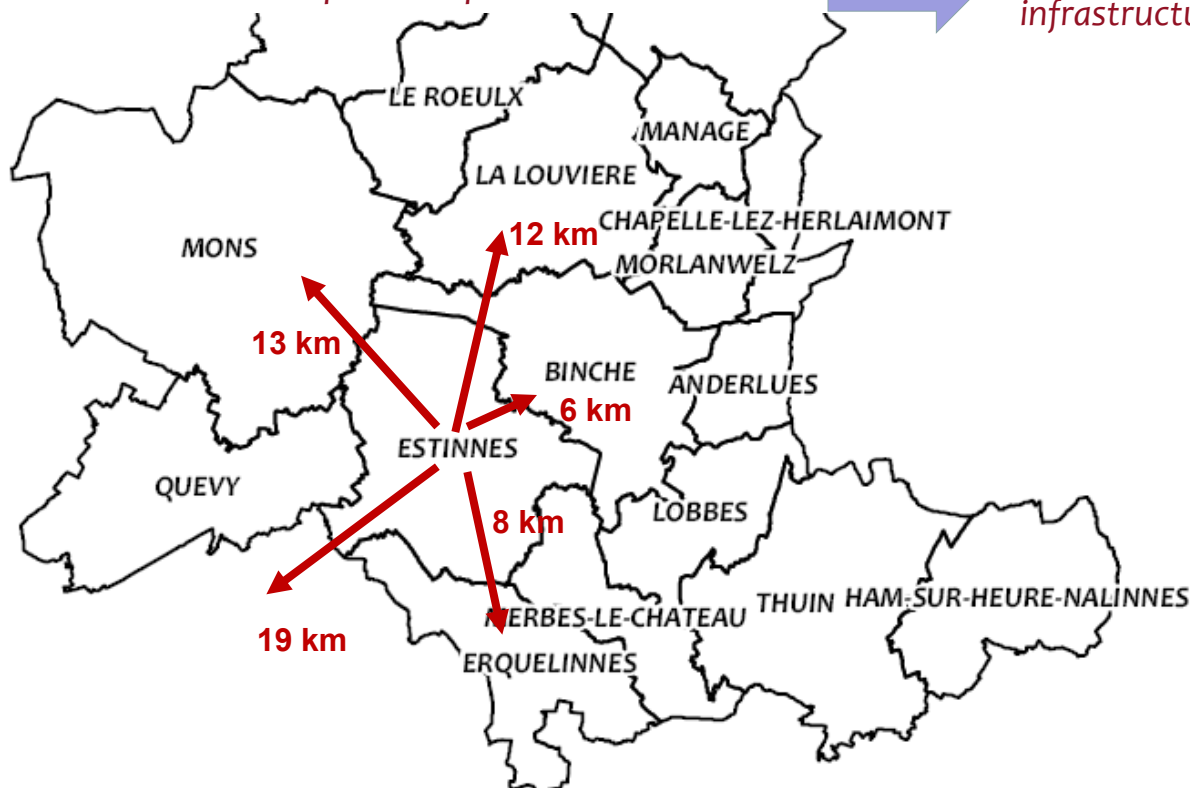 infrastructu
LE ROEULX
MANAGE
LA LOUVIERE
CHAPELLE-LEZ-HERLAIMONT
MONS
12 km
MORLANWELZ
13 km
BINCHE
ANDERLUES
6 km
ESTINNES
QUEVY
LOBBES
8 km
THUIN
HAM-SUR-HEURE-NALINNES
MERBES-LE-CHATEAU
19 km
ERQUELINNES